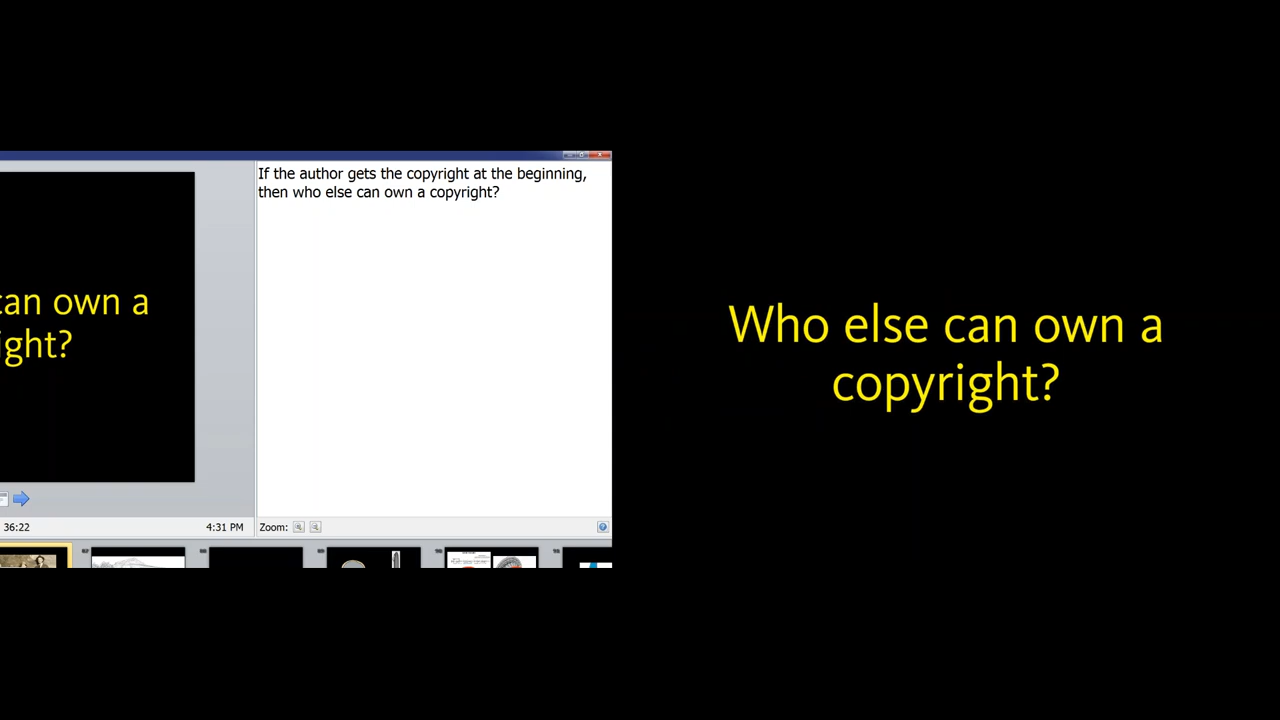 If the author gets the copyright at the beginning,
then who else can own a copyright?
can own a
ight?
36:22
4:31 PM
Zoom:
Who else can own a
copyright?